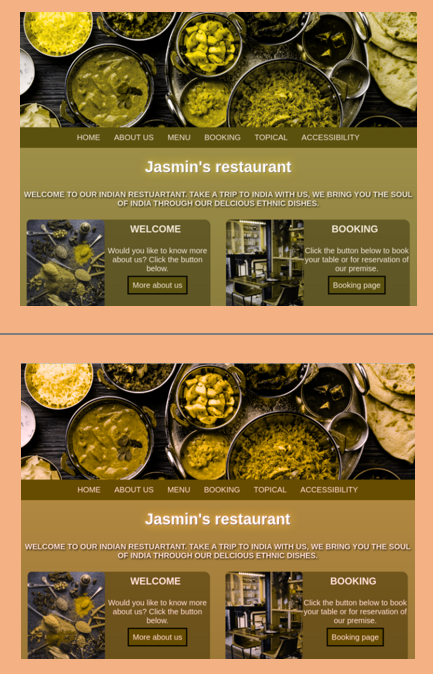 HOME ABOUT US MENU BOOKING TOPICAL ACCESSIBILITY
Jasmin's restaurant
WELCOME TO OUR INDIAN RESTUARTANT. TAKE A TRIP TO INDIA WITH US, WE BRING YOU THE SOUL
OF INDIA THROUGH OUR DELCIOUS ETHNIC DISHES.
WELCOME
Would you like to know more
about us? Click the button
below.
More about us
BOOKING
Click the button below to book
your table or for reservation of
our premise.
Booking page
HOME ABOUT US MENU BOOKING TOPICAL ACCESSIBILITY
Jasmin's restaurant
WELCOME TO OUR INDIAN RESTUARTANT. TAKE A TRIP TO INDIA WITH US, WE BRING YOU THE SOUL
OF INDIA THROUGH OUR DELCIOUS ETHNIC DISHES.
WELCOME
Would you like to know more
about us? Click the button
below.
More about us
BOOKING
Click the button below to book
your table or for reservation of
our premise.
Booking page